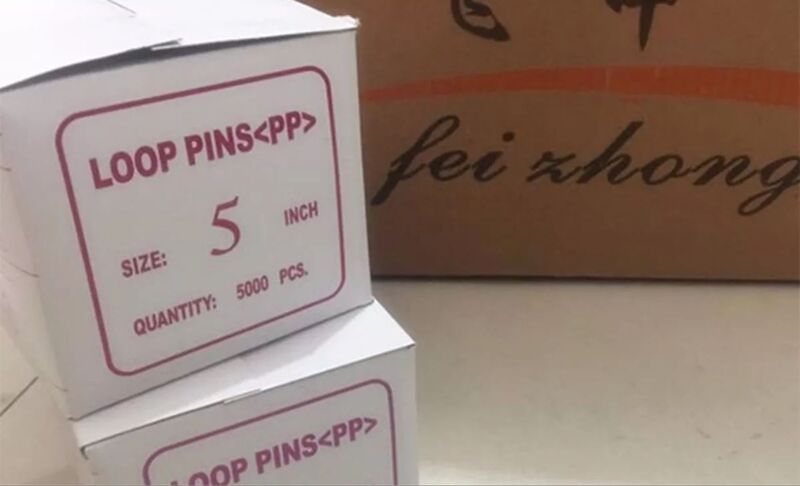 LOOP PINS<PP>
SIZE: 5 INCH
QUANTITY: 5000 PCS.
LOOP PINS<PP>
fei zhong